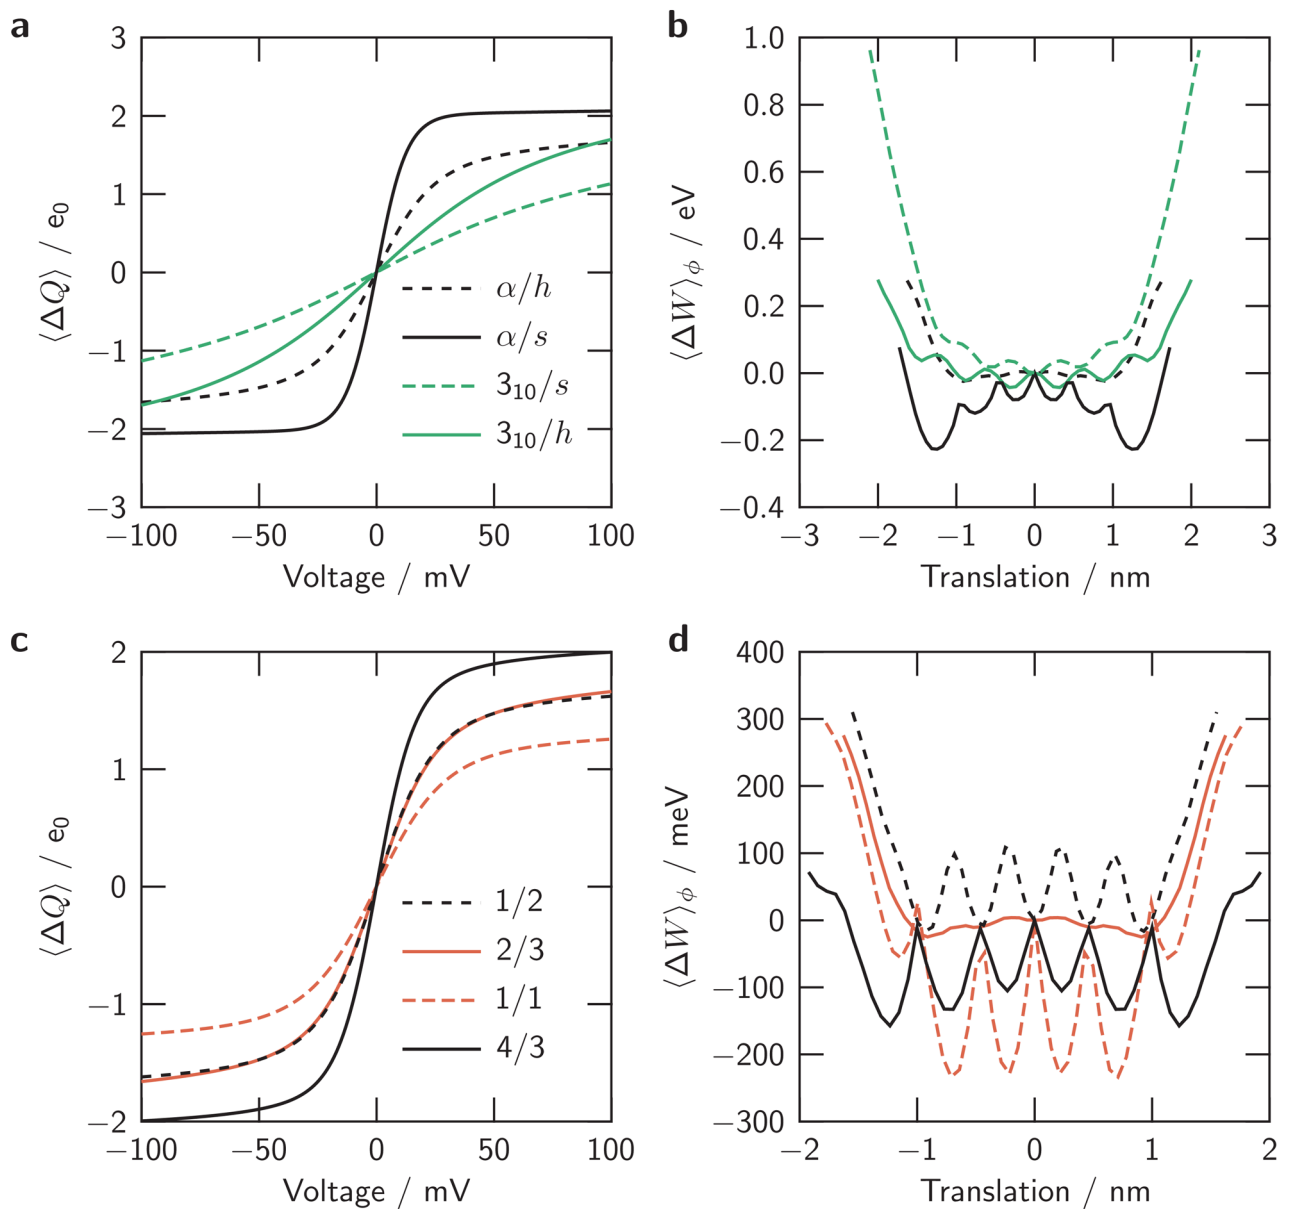 a
3
2
1
0
−1
−2
−3
⟨ΔQ⟩ / e₀
α/h
α/s
3₁₀/s
3₁₀/h
−100 −50 0 50 100
Voltage / mV
b
1.0
0.8
0.6
0.4
0.2
0.0
−0.2
−0.4
⟨ΔW⟩ϕ / eV
−3 −2 −1 0 1 2 3
Translation / nm
c
2
1
0
−1
−2
⟨ΔQ⟩ / e₀
1/2
2/3
1/1
4/3
−100 −50 0 50 100
Voltage / mV
d
400
300
200
100
0
−100
−200
−300
⟨ΔW⟩ϕ / meV
−2 −1 0 1 2
Translation / nm